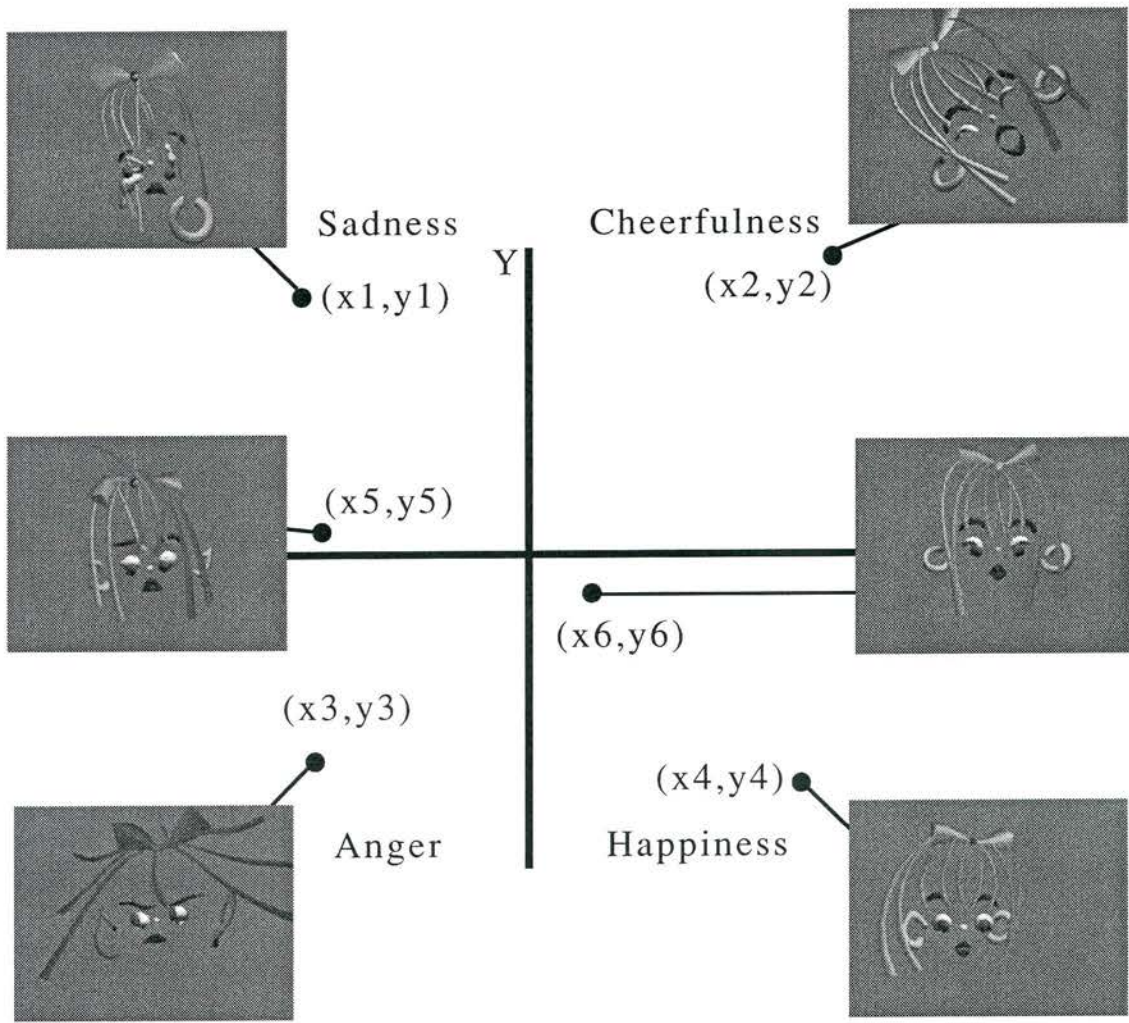 Sadness
Cheerfulness
Y
(x1,y1)
(x2,y2)
(x5,y5)
(x6,y6)
(x3,y3)
(x4,y4)
Anger
Happiness